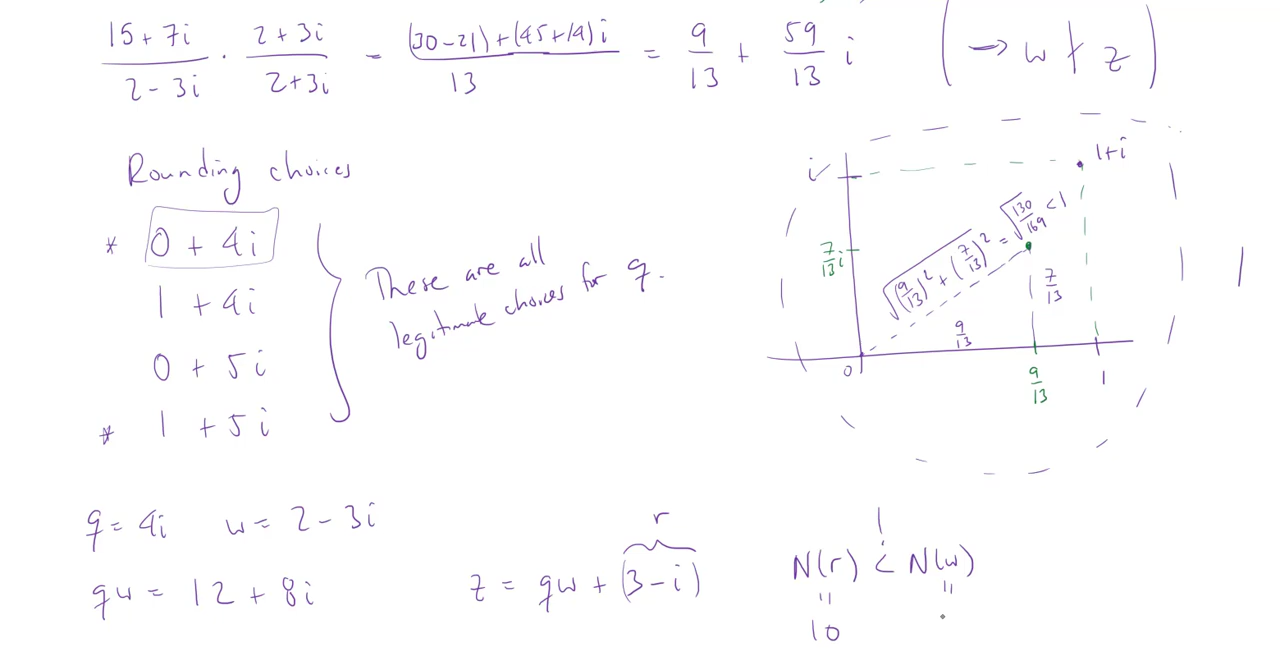 (15 + 7i)/(2 - 3i) · (2 + 3i)/(2 + 3i) = ((30 - 21) + (45 + 14)i)/13 = 9/13 + 59/13 i (→ w ∤ z)
Rounding choices
* 0 + 4i
1 + 4i
0 + 5i
* 1 + 5i
These are all
legitimate choices for q.
i
1+i
7/13 i
√((9/13)² + (7/13)²) = √(130/169) < 1
7/13
9/13
0
9/13
1
q = 4i w = 2 - 3i
qw = 12 + 8i
r
z = qw + (3 - i)
N(r) < N(w)
" "
10